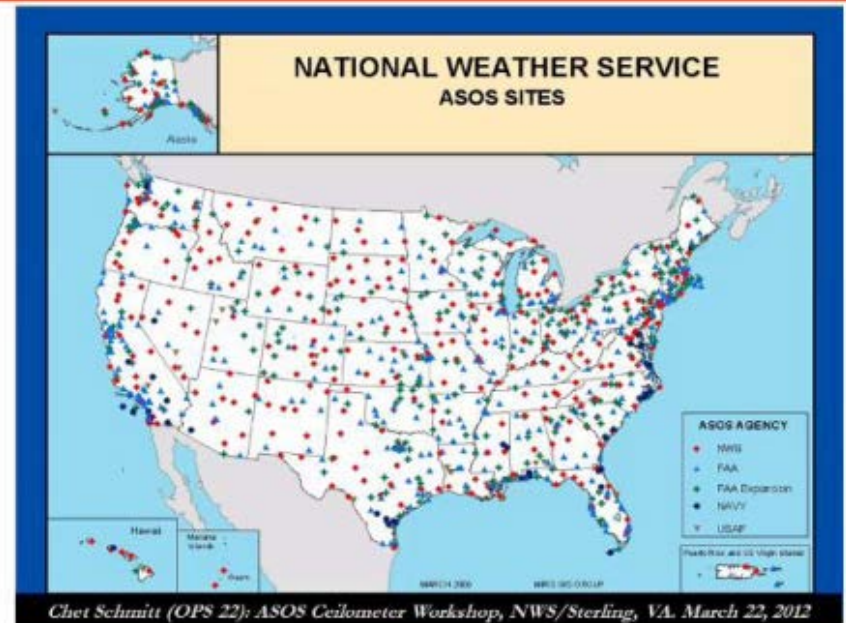 NATIONAL WEATHER SERVICE
ASOS SITES
Alaska
ASOS AGENCY
NWS
FAA
FAA Expansion
NAVY
USAF
Hawaii
Mariana
Islands
Guam
Puerto Rico and US Virgin Islands
MARCH 2006
GROUP
Chet Schmitt (OPS 22): ASOS Ceilometer Workshop, NWS/Sterling, VA. March 22, 2012